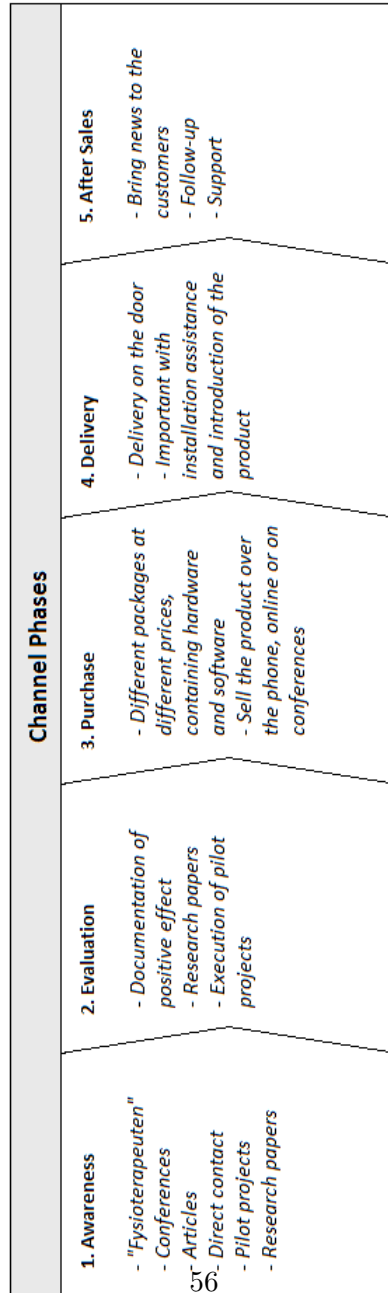 Channel Phases
1. Awareness
- "Fysioterapeuten"
- Conferences
- Articles
- Direct contact
- Pilot projects
- Research papers
2. Evaluation
- Documentation of
positive effect
- Research papers
- Execution of pilot
projects
3. Purchase
- Different packages at
different prices,
containing hardware
and software
- Sell the product over
the phone, online or on
conferences
4. Delivery
- Delivery on the door
- Important with
installation assistance
and introduction of the
product
5. After Sales
- Bring news to the
customers
- Follow-up
- Support
56